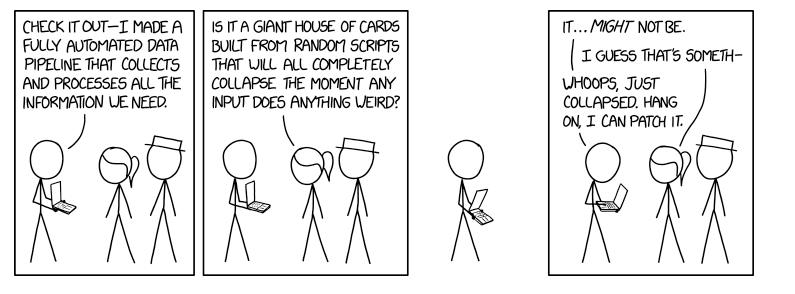 CHECK IT OUT—I MADE A
FULLY AUTOMATED DATA
PIPELINE THAT COLLECTS
AND PROCESSES ALL THE
INFORMATION WE NEED.
IS IT A GIANT HOUSE OF CARDS
BUILT FROM RANDOM SCRIPTS
THAT WILL ALL COMPLETELY
COLLAPSE THE MOMENT ANY
INPUT DOES ANYTHING WEIRD?
IT... MIGHT NOT BE.
I GUESS THAT'S SOMETH-
WHOOPS, JUST
COLLAPSED. HANG
ON, I CAN PATCH IT.